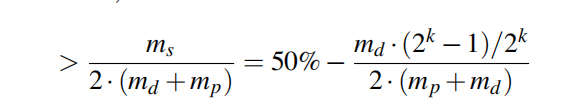 > m_s / (2 · (m_d + m_p)) = 50% − (m_d · (2^k − 1)/2^k) / (2 · (m_p + m_d))